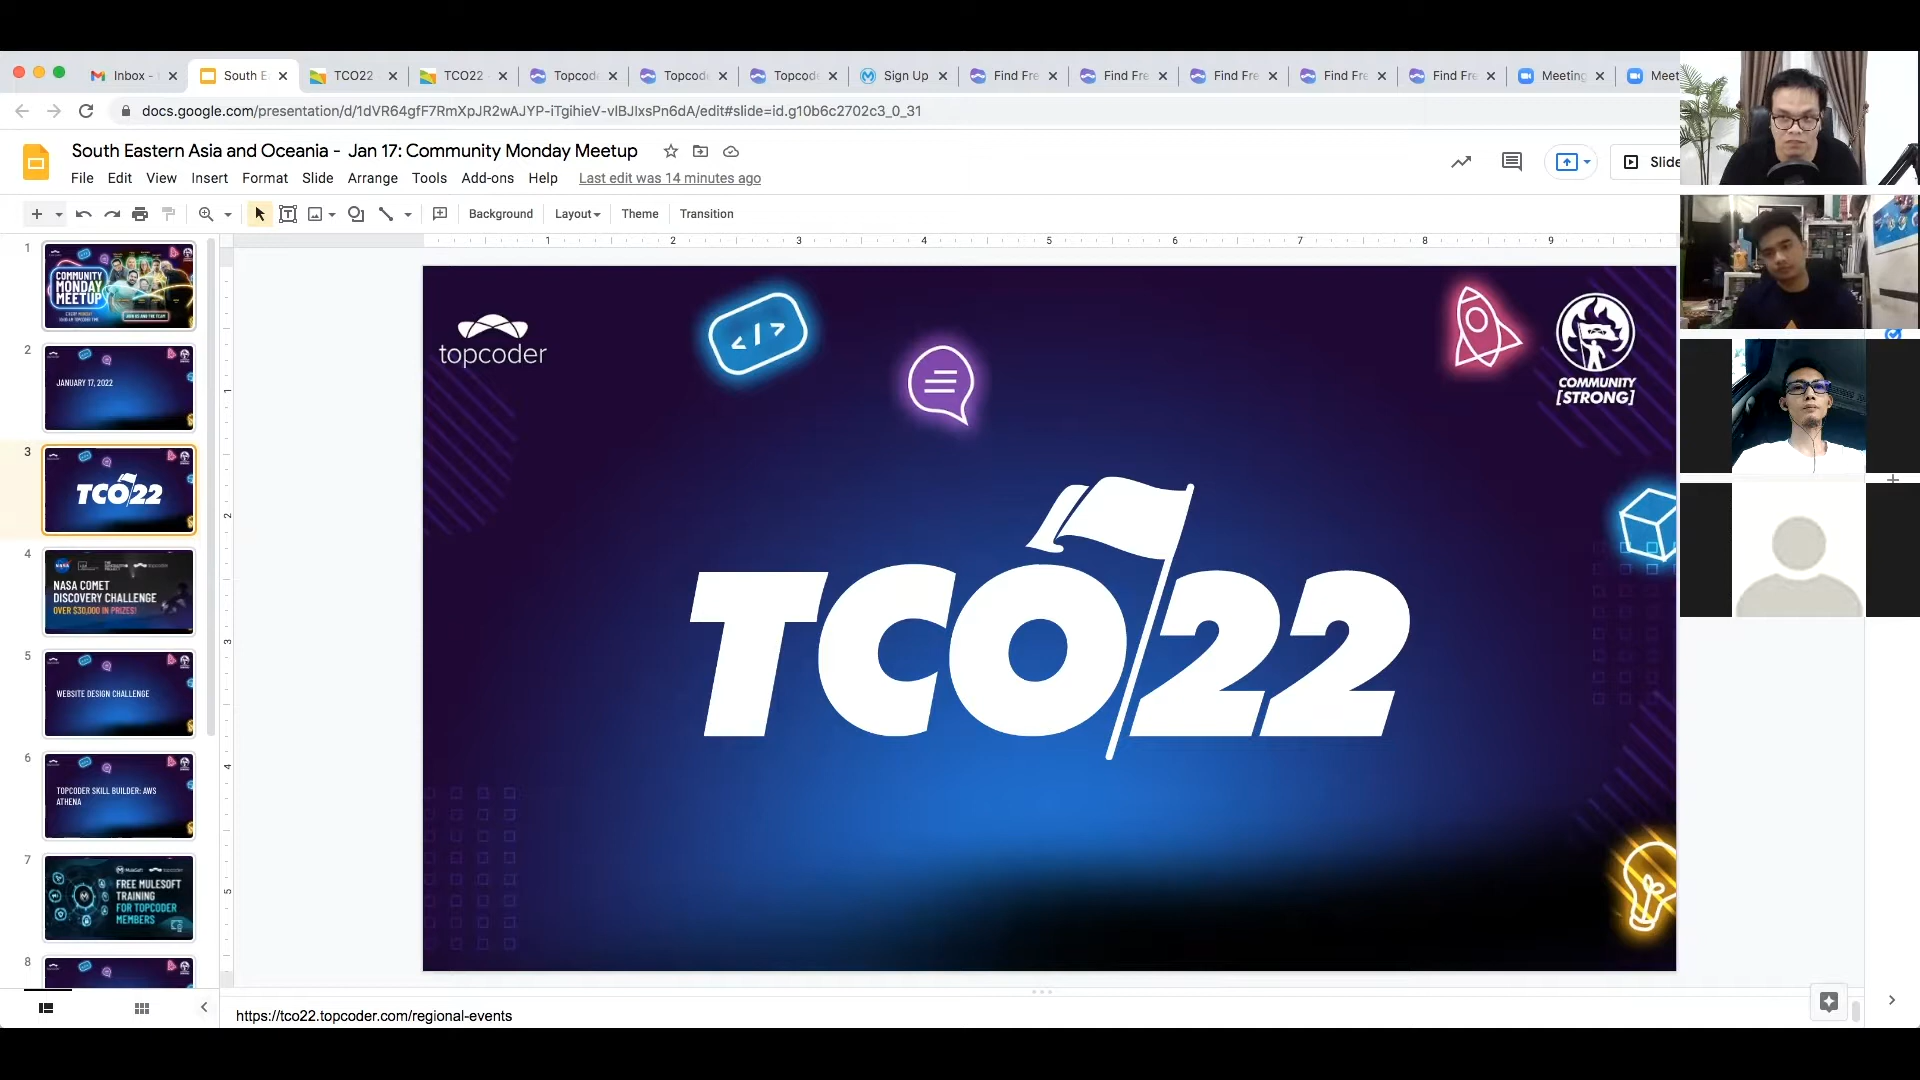 Inbox -
South E
TCO22
TCO22
Topcod
Topcod
Topcod
Sign Up
Find Fre
Find Fre
Find Fre
Find Fre
Find Fre
Meeting
Meet
docs.google.com/presentation/d/1dVR64gfF7RmXpJR2wAJYP-iTgihieV-vIBJIxsPn6dA/edit#slide=id.g10b6c2702c3_0_31
South Eastern Asia and Oceania - Jan 17: Community Monday Meetup
Slide
File Edit View Insert Format Slide Arrange Tools Add-ons Help Last edit was 14 minutes ago
Background Layout Theme Transition
1 2 3 4 5 6 7 8 9
1
2
3
4
5
1
COMMUNITY
MONDAY
MEETUP
2
JANUARY 17, 2022
3
TCO22
4
NASA COMET
DISCOVERY CHALLENGE
OVER $30,000 IN PRIZES!
5
WEBSITE DESIGN CHALLENGE
6
TOPCODER SKILL BUILDER: AWS
ATHENA
7
FREE MULESOFT
TRAINING
FOR TOPCODER
MEMBERS
8
topcoder
</>
COMMUNITY
[STRONG]
TCO22
https://tco22.topcoder.com/regional-events